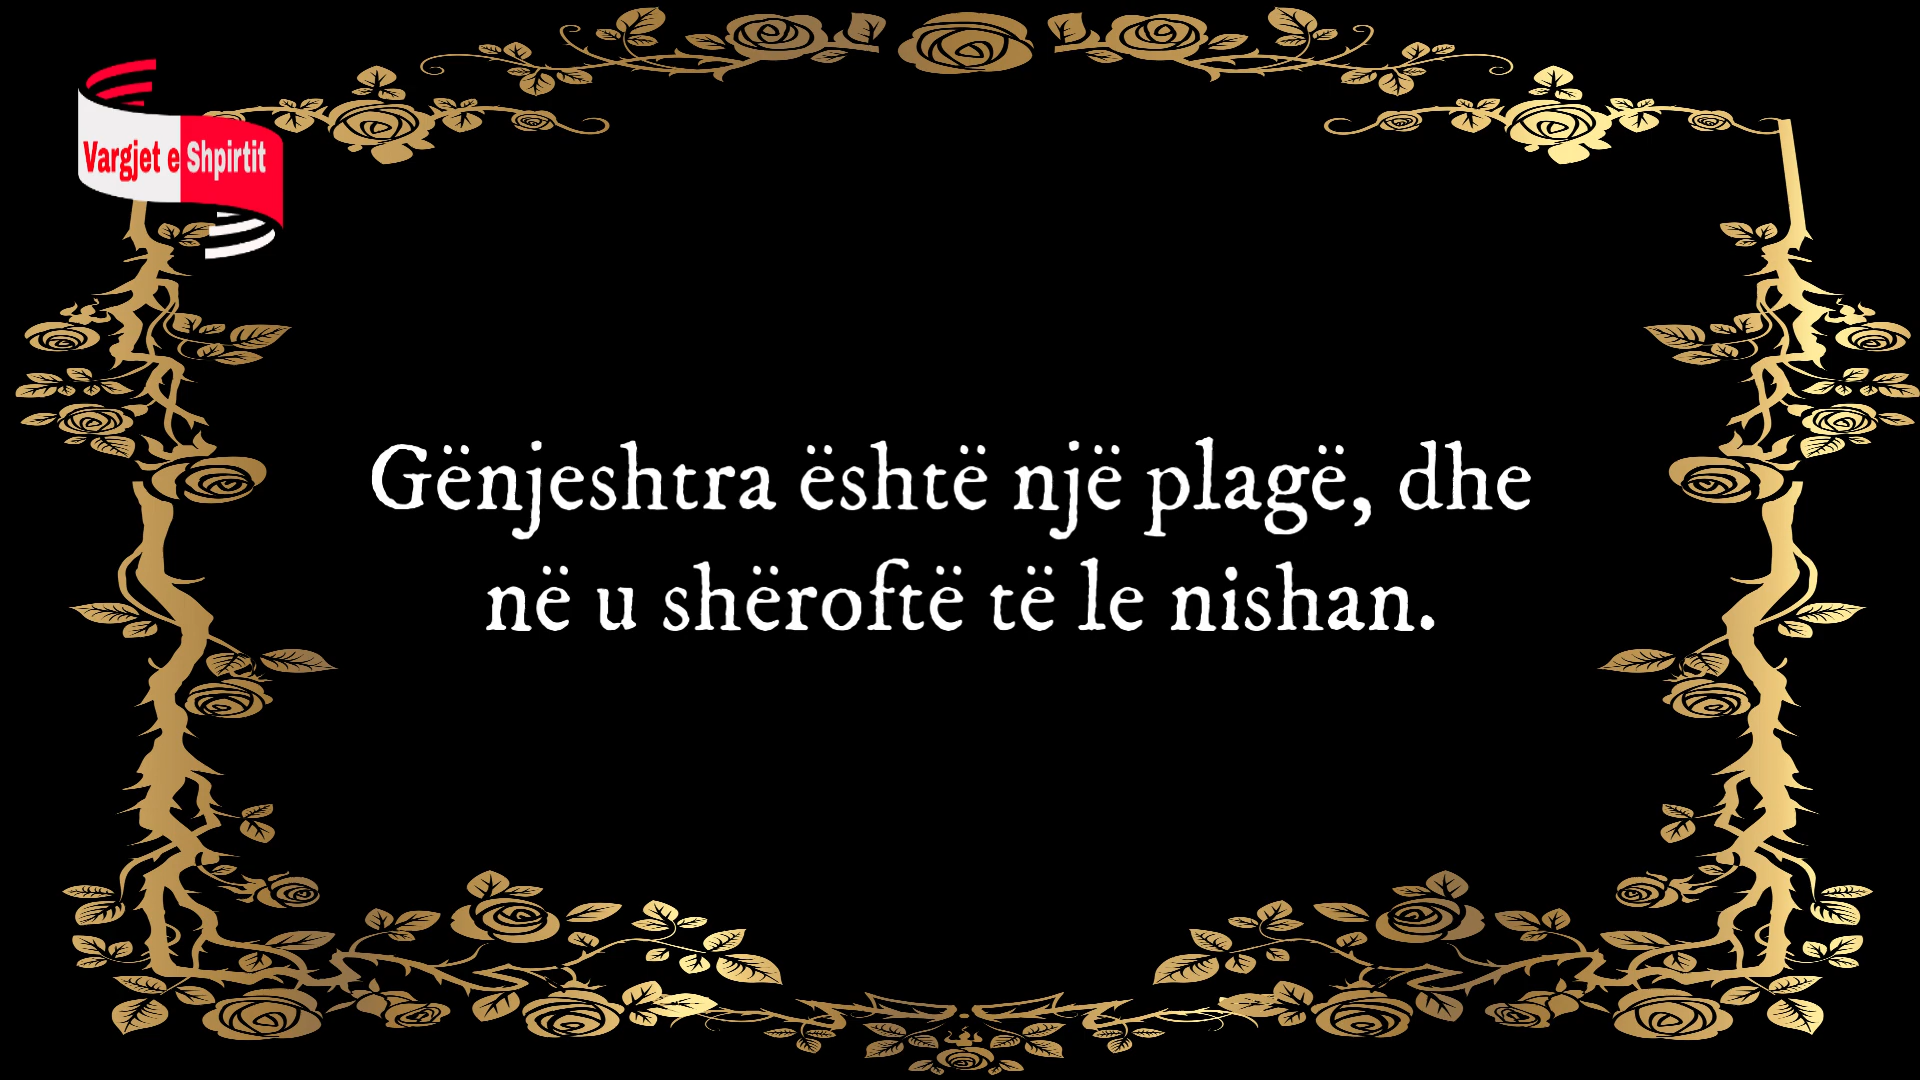 Vargjet e Shpirtit
Gënjeshtra është një plagë, dhe
në u shëroftë të le nishan.